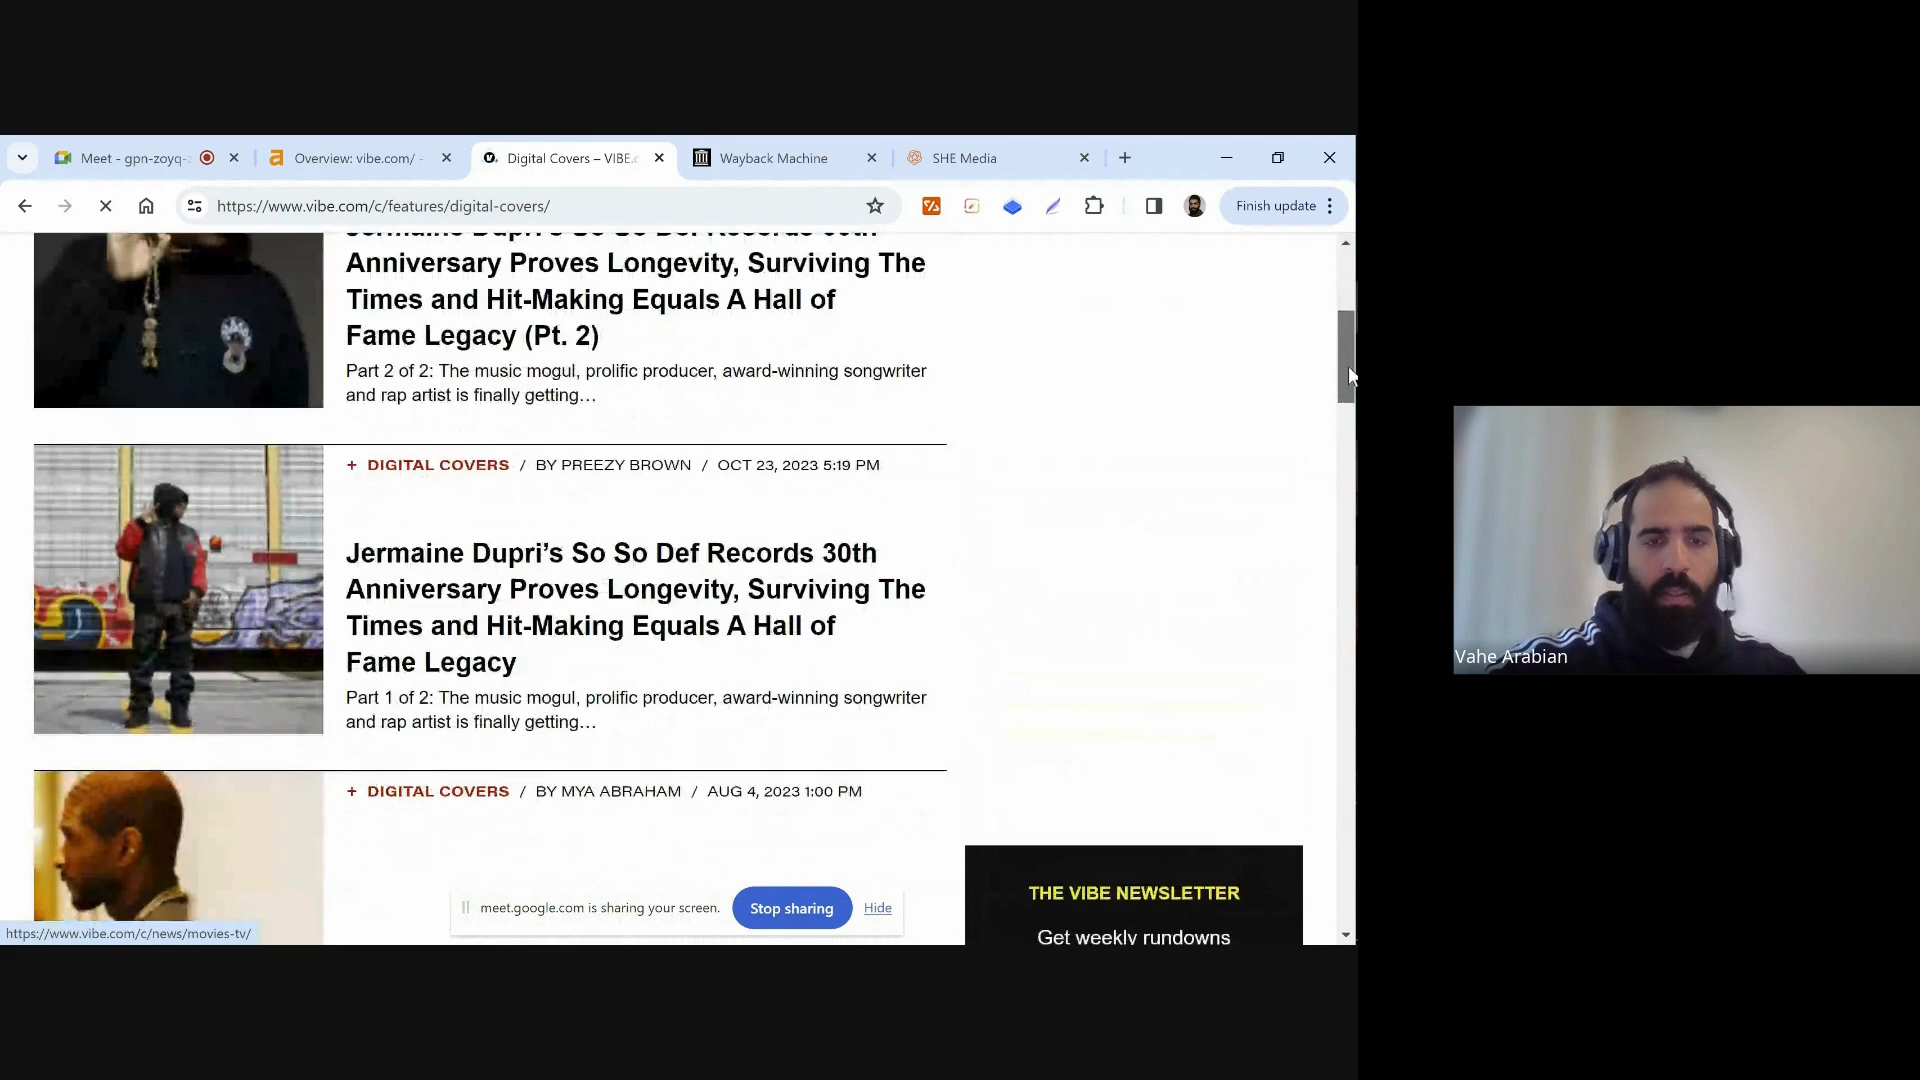 Meet - gpn-zoyq-
Overview: vibe.com/ -
Digital Covers – VIBE.c
Wayback Machine
SHE Media
https://www.vibe.com/c/features/digital-covers/
Finish update
Jermaine Dupri’s So So Def Records 30th
Anniversary Proves Longevity, Surviving The
Times and Hit-Making Equals A Hall of
Fame Legacy (Pt. 2)
Part 2 of 2: The music mogul, prolific producer, award-winning songwriter
and rap artist is finally getting…
+ DIGITAL COVERS / BY PREEZY BROWN / OCT 23, 2023 5:19 PM
Jermaine Dupri’s So So Def Records 30th
Anniversary Proves Longevity, Surviving The
Times and Hit-Making Equals A Hall of
Fame Legacy
Part 1 of 2: The music mogul, prolific producer, award-winning songwriter
and rap artist is finally getting…
+ DIGITAL COVERS / BY MYA ABRAHAM / AUG 4, 2023 1:00 PM
THE VIBE NEWSLETTER
Get weekly rundowns
meet.google.com is sharing your screen.
Stop sharing
Hide
https://www.vibe.com/c/news/movies-tv/
Vahe Arabian